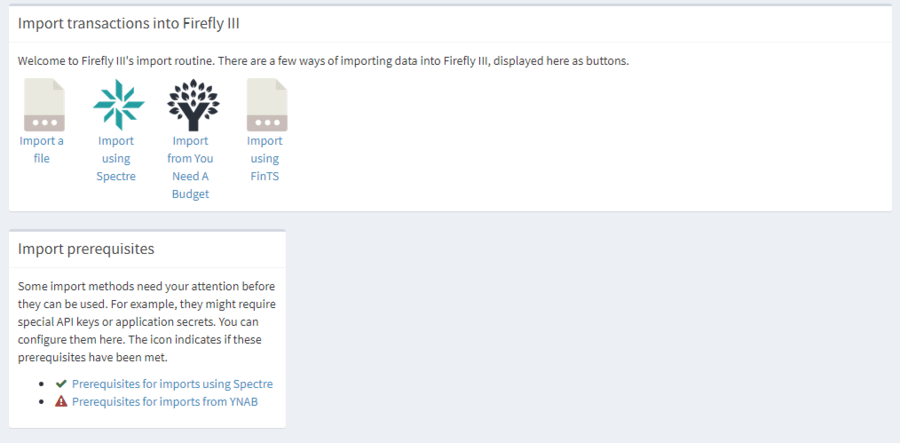 Import transactions into Firefly III
Welcome to Firefly III's import routine. There are a few ways of importing data into Firefly III, displayed here as buttons.
Import a
file
Import
using
Spectre
Import
from You
Need A
Budget
Import
using
FinTS
Import prerequisites
Some import methods need your attention before
they can be used. For example, they might require
special API keys or application secrets. You can
configure them here. The icon indicates if these
prerequisites have been met.
Prerequisites for imports using Spectre
Prerequisites for imports from YNAB